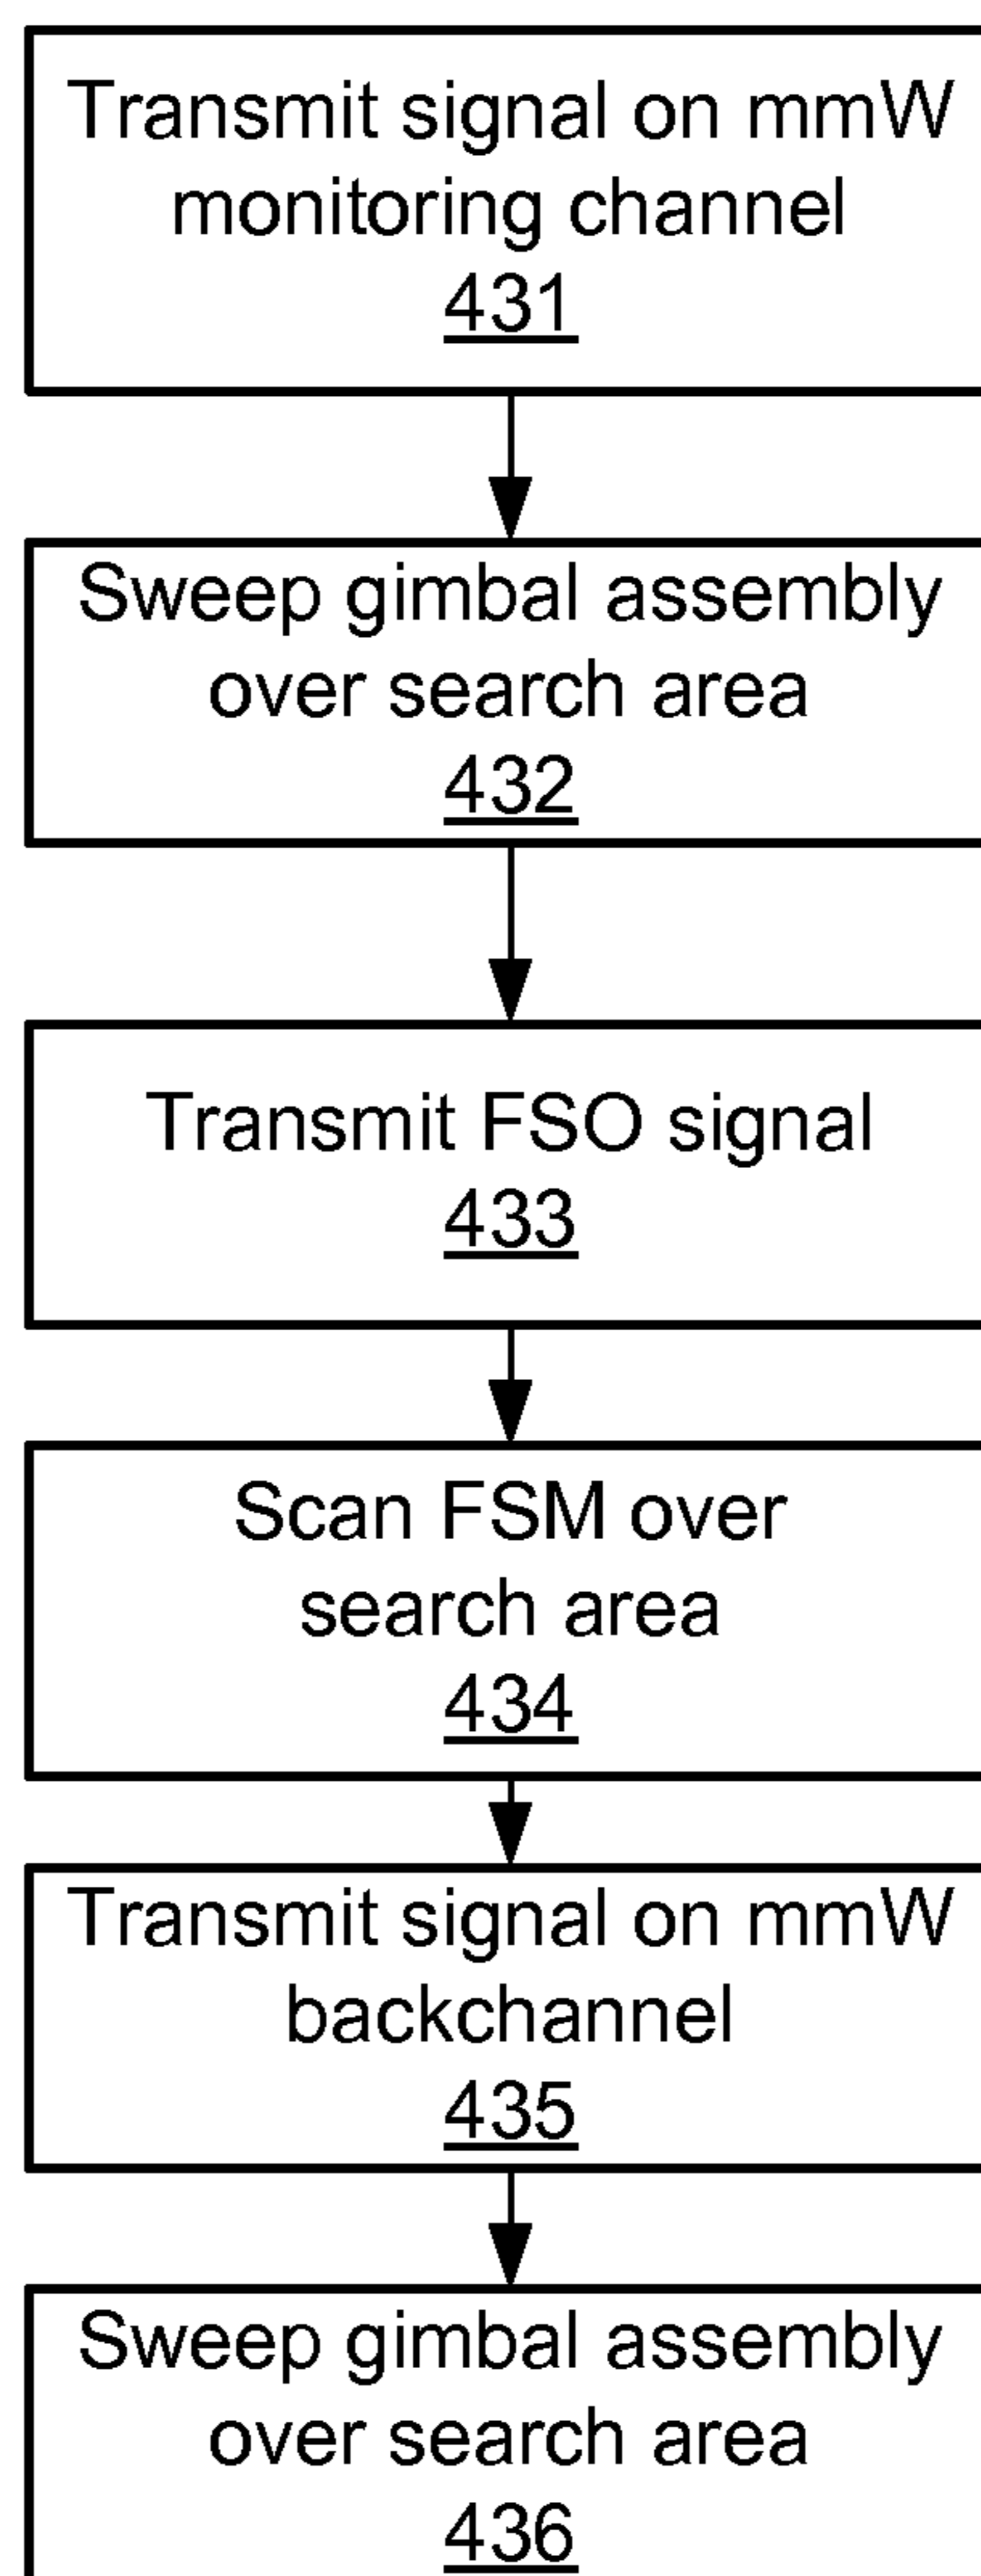 Transmit signal on mmW
monitoring channel
431
Sweep gimbal assembly
over search area
432
Transmit FSO signal
433
Scan FSM over
search area
434
Transmit signal on mmW
backchannel
435
Sweep gimbal assembly
over search area
436